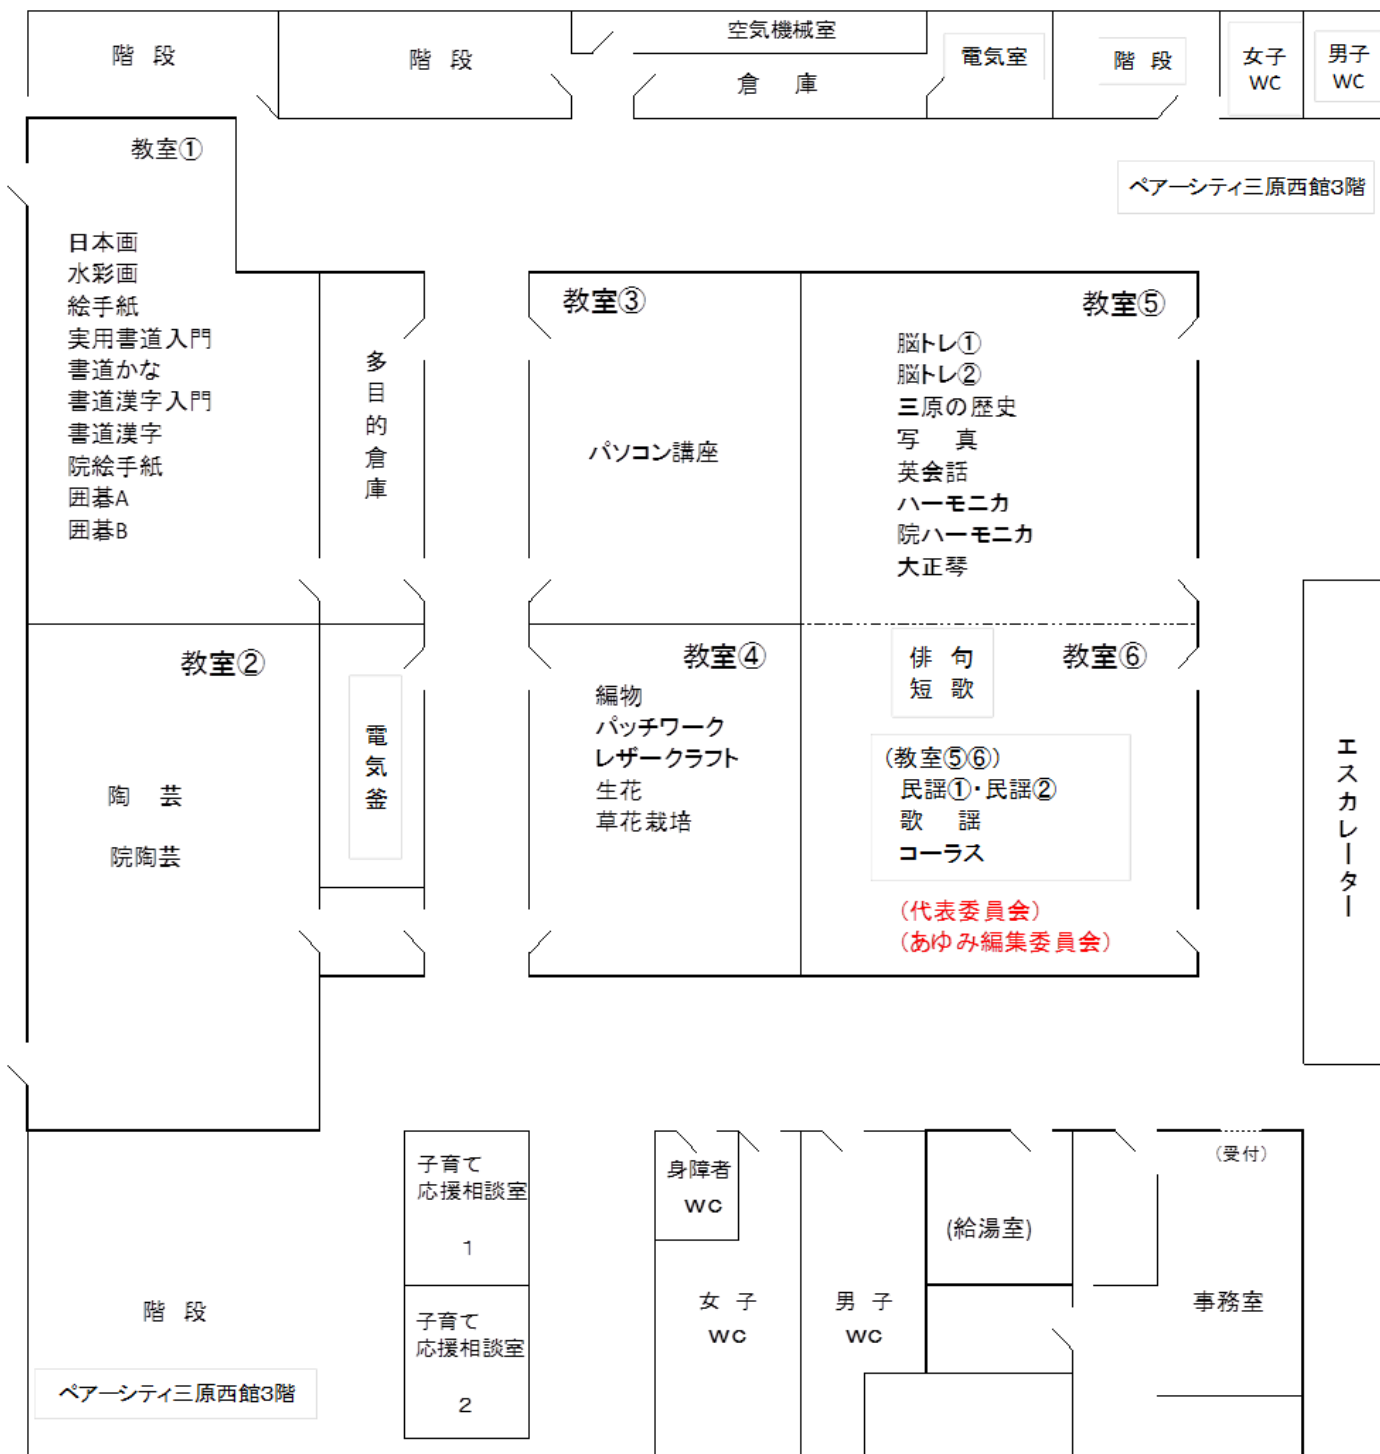 空気機械室
階 段
階 段
倉 庫
電気室
階 段
女子
WC
男子
WC
教室①
ペアーシティ三原西館3階
日本画
水彩画
絵手紙
実用書道入門
書道かな
書道漢字入門
書道漢字
院絵手紙
囲碁A
囲碁B
多目的倉庫
教室③
パソコン講座
教室⑤
脳トレ①
脳トレ②
三原の歴史
写 真
英会話
ハーモニカ
院ハーモニカ
大正琴
教室②
陶 芸
院陶芸
電気釜
教室④
編物
パッチワーク
レザークラフト
生花
草花栽培
教室⑥
俳 句
短 歌
(教室⑤⑥)
民謡①・民謡②
歌 謡
コーラス
(代表委員会)
(あゆみ編集委員会)
エスカレーター
子育て
応援相談室
1
子育て
応援相談室
2
身障者
WC
女 子
WC
男 子
WC
(給湯室)
(受付)
事務室
階 段
ペアーシティ三原西館3階